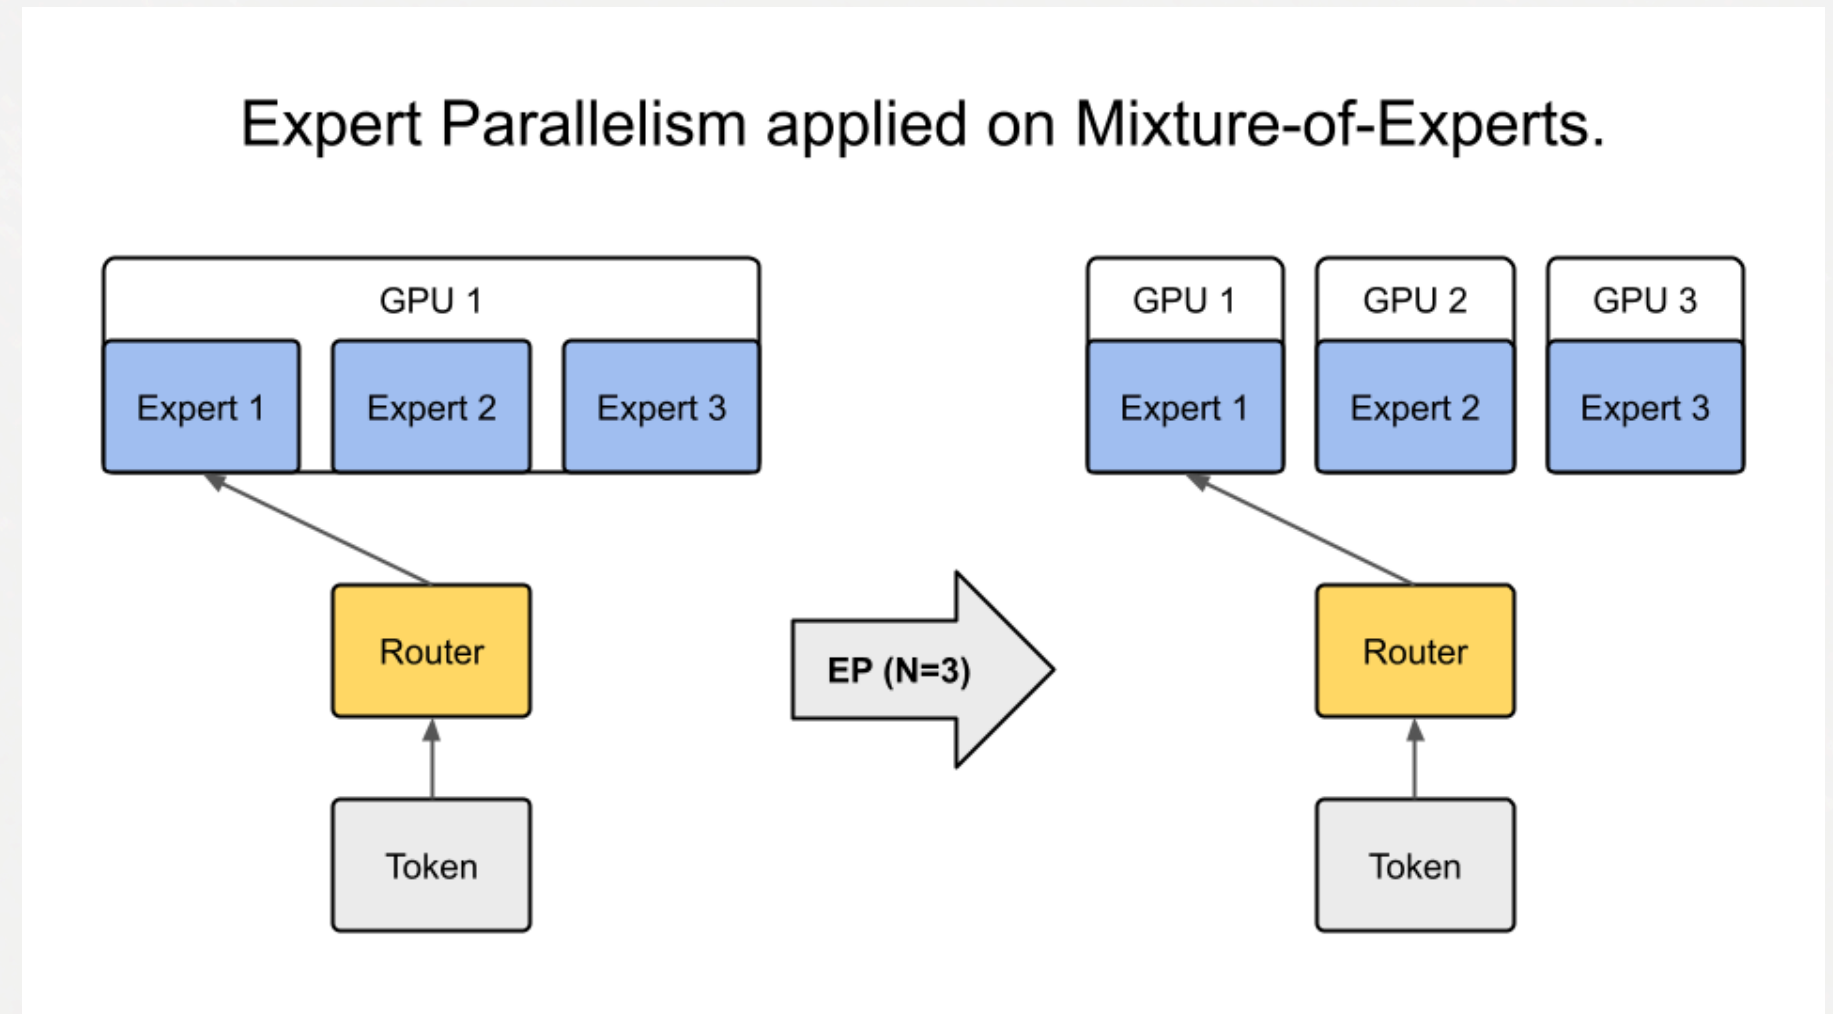 Expert Parallelism applied on Mixture-of-Experts.
GPU 1
Expert 1
Expert 2
Expert 3
Router
Token
EP (N=3)
GPU 1
GPU 2
GPU 3
Expert 1
Expert 2
Expert 3
Router
Token